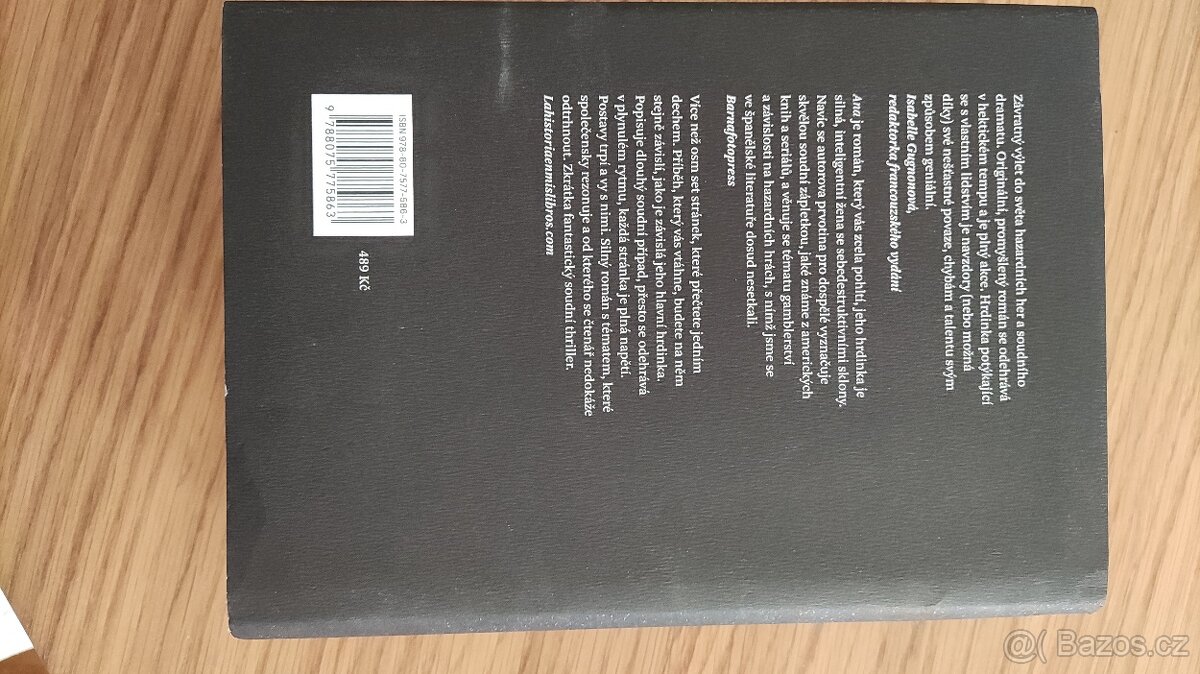 Závratný výlet do světa hazardních her a soudního
dramatu. Originální, promyšlený román se odehrává
v hektickém tempu a je plný akce. Hrdinka potýkající
se s vlastním lidstvím je navzdory (nebo možná
díky) své nešťastné povaze, chybám a talentu svým
způsobem geniální.
Isabelle Gugnonová,
redaktorka francouzského vydání
Ana je román, který vás zcela pohltí, jeho hrdinka je
silná, inteligentní žena se sebedestruktivními sklony.
Navíc se autorova prvotina pro dospělé vyznačuje
skvělou soudní zápletkou, jaké známe z amerických
knih a seriálů, a věnuje se tématu gamblerství
a závislosti na hazardních hrách, s nímž jsme se
ve španělské literatuře dosud nesetkali.
Barnafotopress
Více než osm set stránek, které přečtete jedním
dechem. Příběh, který vás vtáhne, budete na něm
stejně závislí, jako je závislá jeho hlavní hrdinka.
Popisuje dlouhý soudní případ, přesto se odehrává
v plynulém rytmu, každá stránka je plná napětí.
Postavy trpí a vy s nimi. Silný román s tématem, které
společensky rezonuje a od kterého se čtenář nedokáže
odtrhnout. Zkrátka fantastický soudní thriller.
Lahistoriaenmislibros.com
ISBN 978-80-7577-586-3
9 788075 775863
489 Kč
@( Bazos.cz